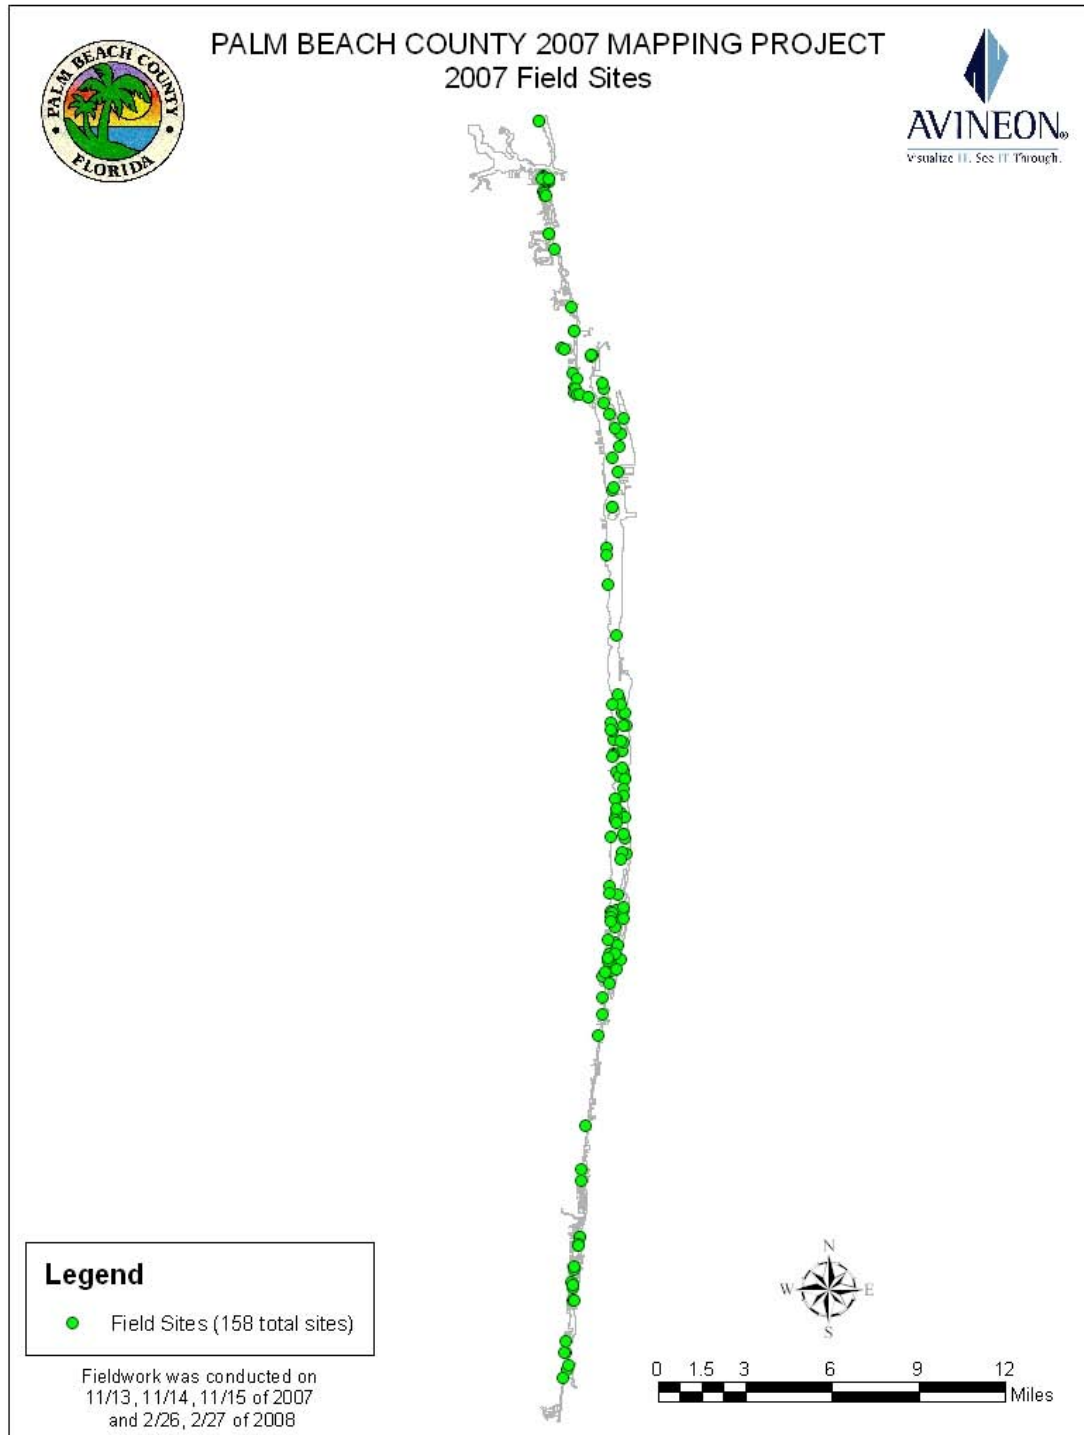 PALM BEACH COUNTY 2007 MAPPING PROJECT
2007 Field Sites
PALM BEACH COUNTY
FLORIDA
AVINEON®
Visualize IT. See IT Through.
Legend
Field Sites (158 total sites)
Fieldwork was conducted on
11/13, 11/14, 11/15 of 2007
and 2/26, 2/27 of 2008
N
W E
S
0 1.5 3 6 9 12
Miles